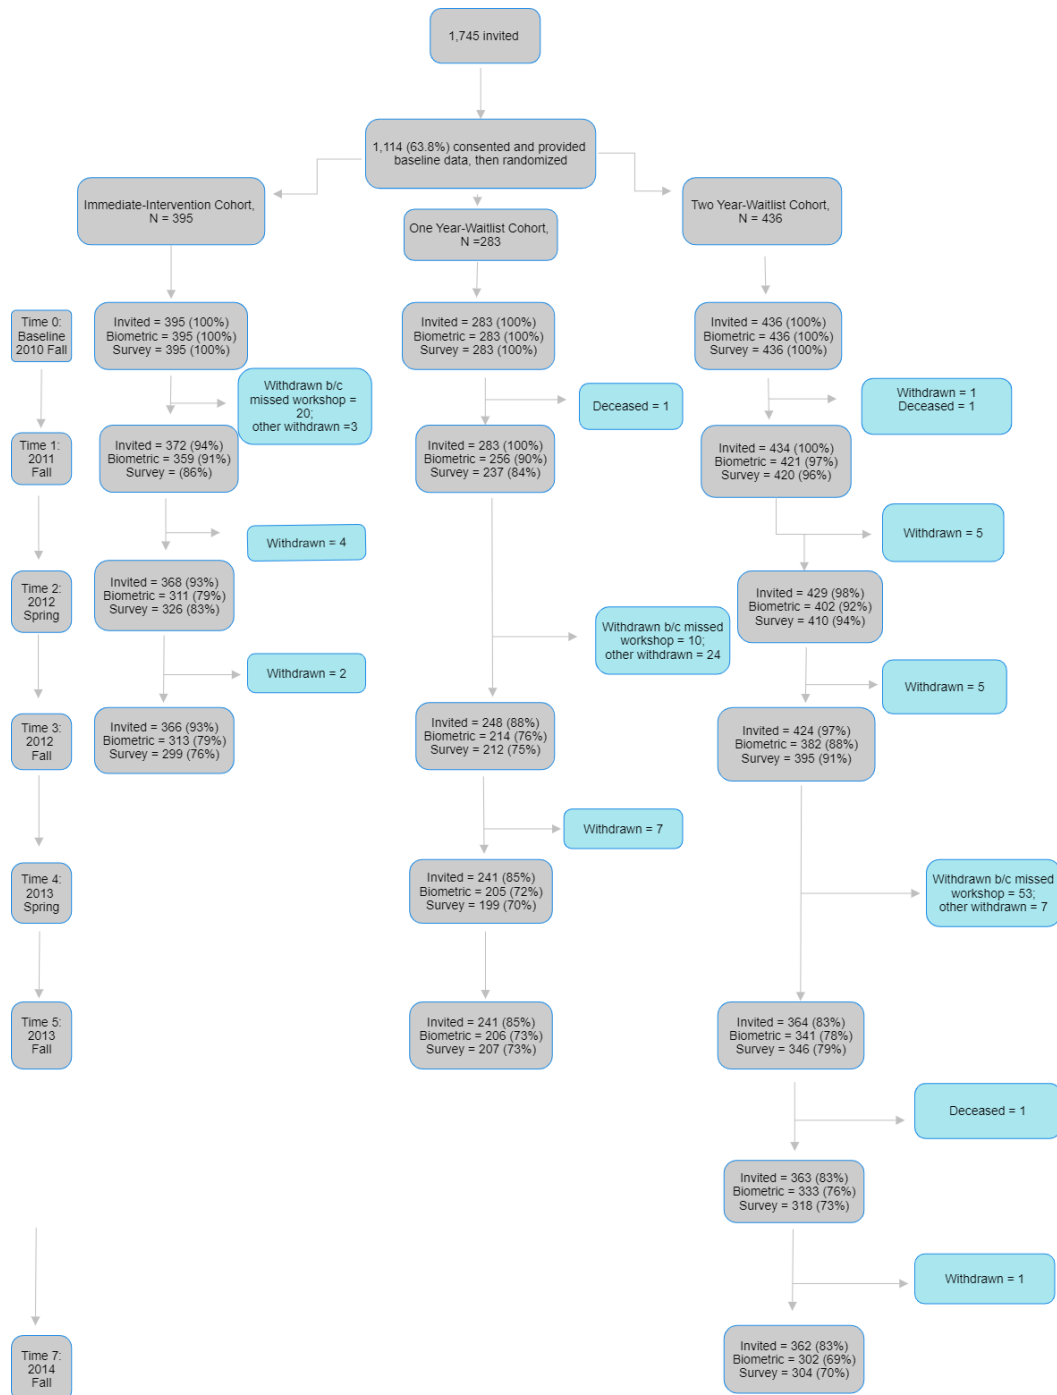 1,745 invited
1,114 (63.8%) consented and provided
baseline data, then randomized
Immediate-Intervention Cohort,
N = 395
One Year-Waitlist Cohort,
N =283
Two Year-Waitlist Cohort,
N = 436
Time 0:
Baseline
2010 Fall
Invited = 395 (100%)
Biometric = 395 (100%)
Survey = 395 (100%)
Invited = 283 (100%)
Biometric = 283 (100%)
Survey = 283 (100%)
Invited = 436 (100%)
Biometric = 436 (100%)
Survey = 436 (100%)
Withdrawn b/c
missed workshop =
20;
other withdrawn =3
Deceased = 1
Withdrawn = 1
Deceased = 1
Time 1:
2011
Fall
Invited = 372 (94%)
Biometric = 359 (91%)
Survey = (86%)
Invited = 283 (100%)
Biometric = 256 (90%)
Survey = 237 (84%)
Invited = 434 (100%)
Biometric = 421 (97%)
Survey = 420 (96%)
Withdrawn = 4
Withdrawn = 5
Time 2:
2012
Spring
Invited = 368 (93%)
Biometric = 311 (79%)
Survey = 326 (83%)
Invited = 429 (98%)
Biometric = 402 (92%)
Survey = 410 (94%)
Withdrawn b/c missed
workshop = 10;
other withdrawn = 24
Withdrawn = 2
Withdrawn = 5
Time 3:
2012
Fall
Invited = 366 (93%)
Biometric = 313 (79%)
Survey = 299 (76%)
Invited = 248 (88%)
Biometric = 214 (76%)
Survey = 212 (75%)
Invited = 424 (97%)
Biometric = 382 (88%)
Survey = 395 (91%)
Withdrawn = 7
Time 4:
2013
Spring
Invited = 241 (85%)
Biometric = 205 (72%)
Survey = 199 (70%)
Withdrawn b/c missed
workshop = 53;
other withdrawn = 7
Time 5:
2013
Fall
Invited = 241 (85%)
Biometric = 206 (73%)
Survey = 207 (73%)
Invited = 364 (83%)
Biometric = 341 (78%)
Survey = 346 (79%)
Deceased = 1
Invited = 363 (83%)
Biometric = 333 (76%)
Survey = 318 (73%)
Withdrawn = 1
Time 7:
2014
Fall
Invited = 362 (83%)
Biometric = 302 (69%)
Survey = 304 (70%)